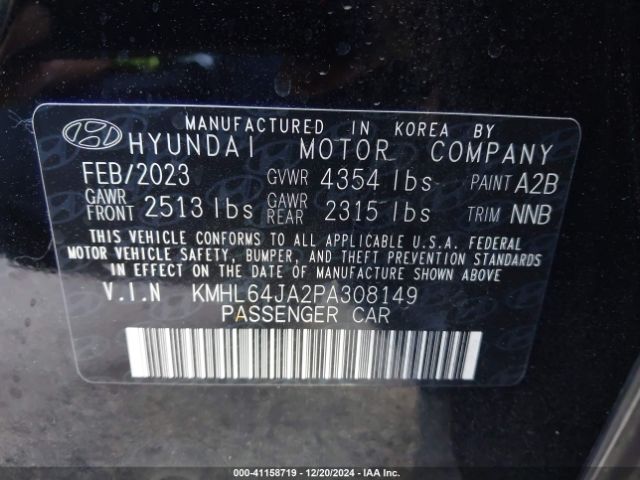 MANUFACTURED IN KOREA BY
HYUNDAI MOTOR COMPANY
FEB/2023 GVWR 4354 lbs PAINT A2B
GAWR FRONT 2513 lbs GAWR REAR 2315 lbs TRIM NNB
THIS VEHICLE CONFORMS TO ALL APPLICABLE U.S.A. FEDERAL
MOTOR VEHICLE SAFETY, BUMPER, AND THEFT PREVENTION STANDARDS
IN EFFECT ON THE DATE OF MANUFACTURE SHOWN ABOVE
V.I.N KMHL64JA2PA308149
PASSENGER CAR
000-41158719 - 12/20/2024 - IAA Inc.